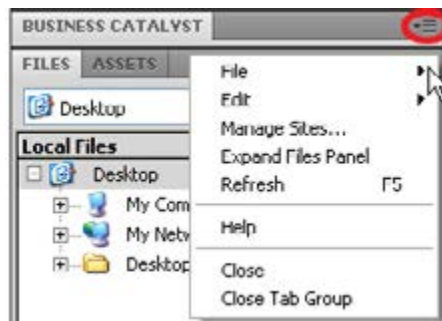 BUSINESS CATALYST
FILES ASSETS
Desktop
Local Files
Desktop
My Com
My Netw
Desktop
File
Edit
Manage Sites...
Expand Files Panel
Refresh F5
Help
Close
Close Tab Group